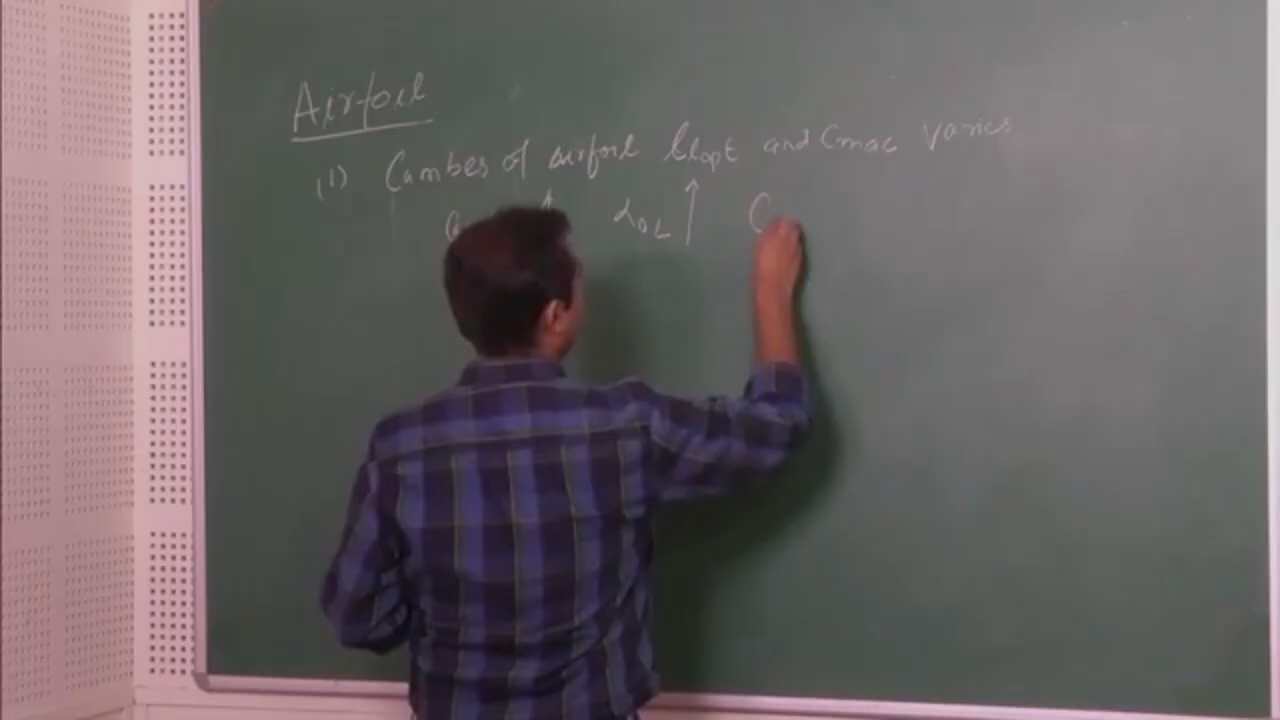 Airfoil
(1) Camber of airfoil Clopt and Cmac varies
α0L ↑ C